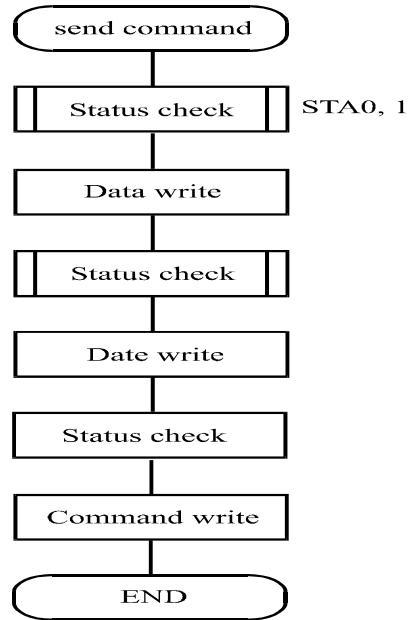 send command
Status check
STA0, 1
Data write
Status check
Date write
Status check
Command write
END